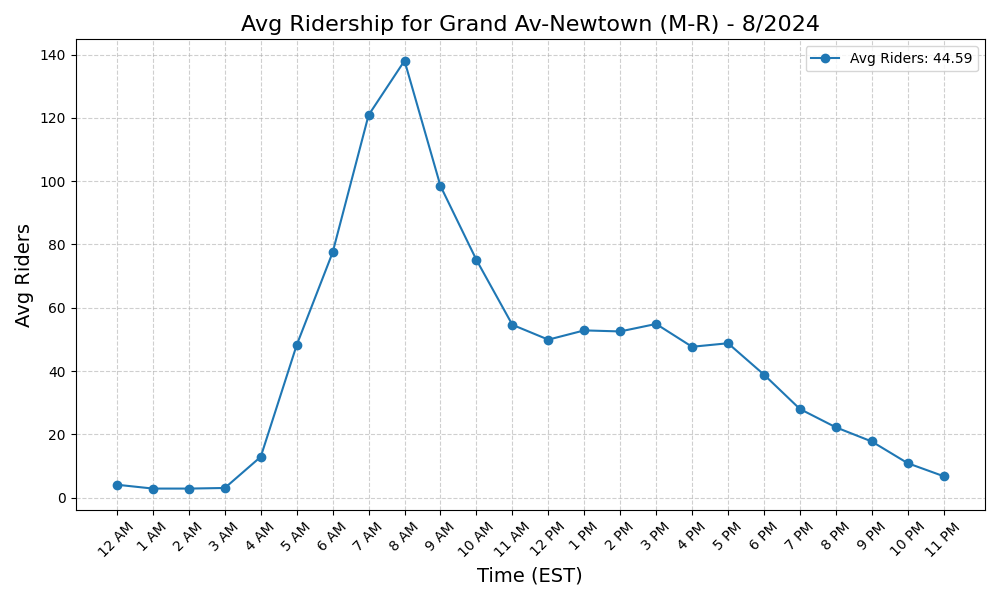 Avg Ridership for Grand Av-Newtown (M-R) - 8/2024
Avg Riders: 44.59
Avg Riders
140
120
100
80
60
40
20
0
12 AM
1 AM
2 AM
3 AM
4 AM
5 AM
6 AM
7 AM
8 AM
9 AM
10 AM
11 AM
12 PM
1 PM
2 PM
3 PM
4 PM
5 PM
6 PM
7 PM
8 PM
9 PM
10 PM
11 PM
Time (EST)